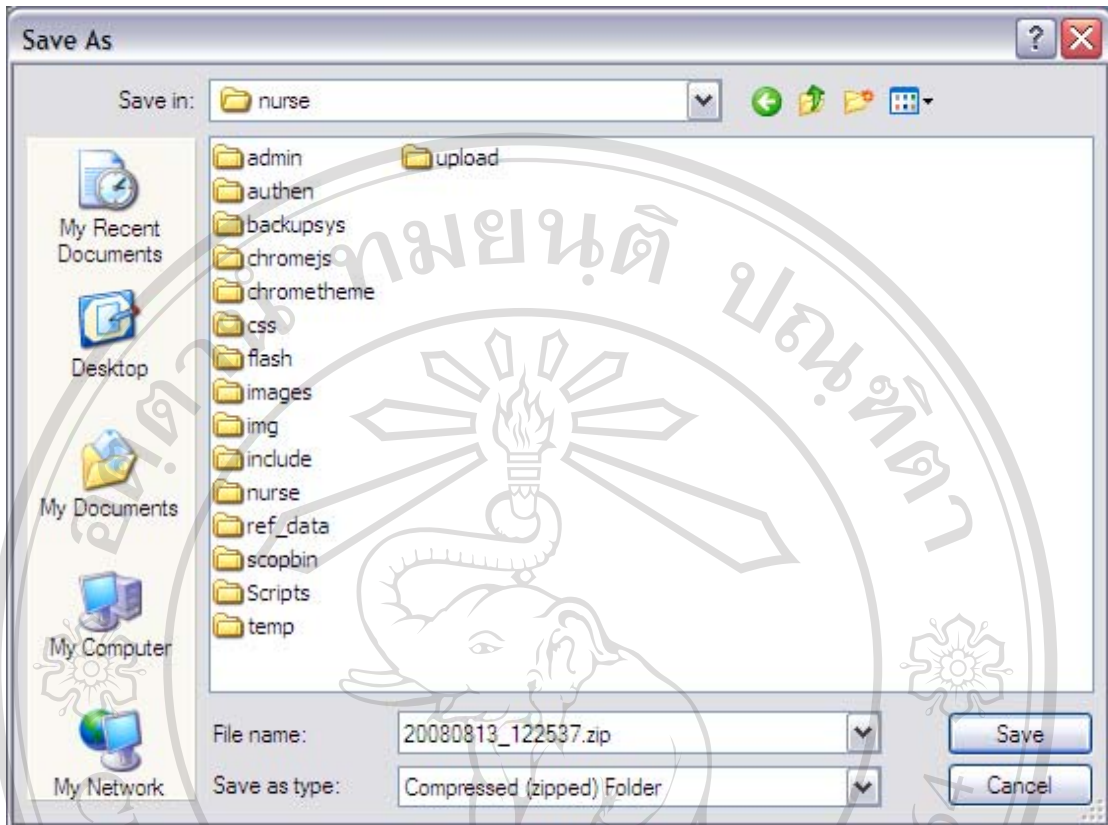 Save As
Save in:
nurse
My Recent
Documents
Desktop
My Documents
My Computer
My Network
admin
authen
backupsys
chromejs
chrometheme
css
flash
images
img
include
nurse
ref_data
scopbin
Scripts
temp
upload
File name:
20080813_122537.zip
Save
Save as type:
Compressed (zipped) Folder
Cancel